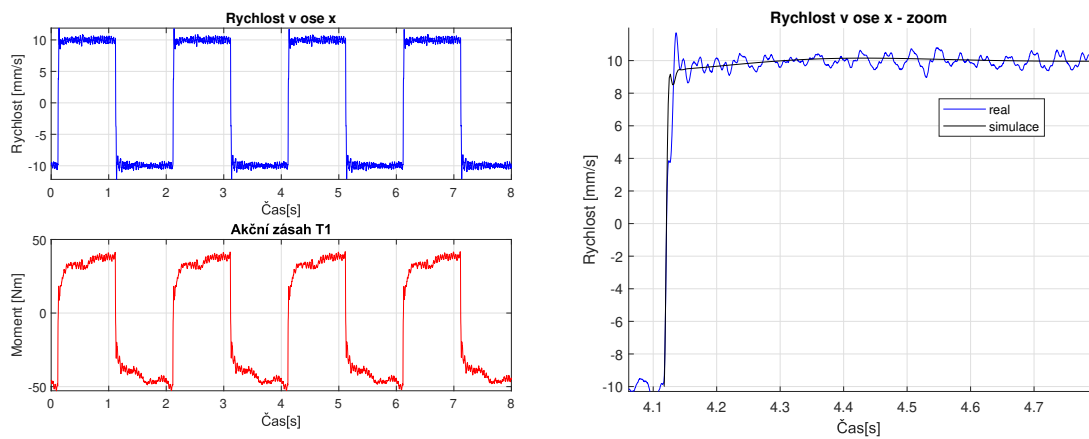 Rychlost v ose x
Rychlost [mm/s]
10
5
0
-5
-10
0 1 2 3 4 5 6 7 8
Čas[s]
Akční zásah T1
Moment [Nm]
50
0
-50
0 1 2 3 4 5 6 7 8
Čas[s]
Rychlost v ose x - zoom
Rychlost [mm/s]
10
8
6
4
2
0
-2
-4
-6
-8
-10
real
simulace
4.1 4.2 4.3 4.4 4.5 4.6 4.7
Čas[s]